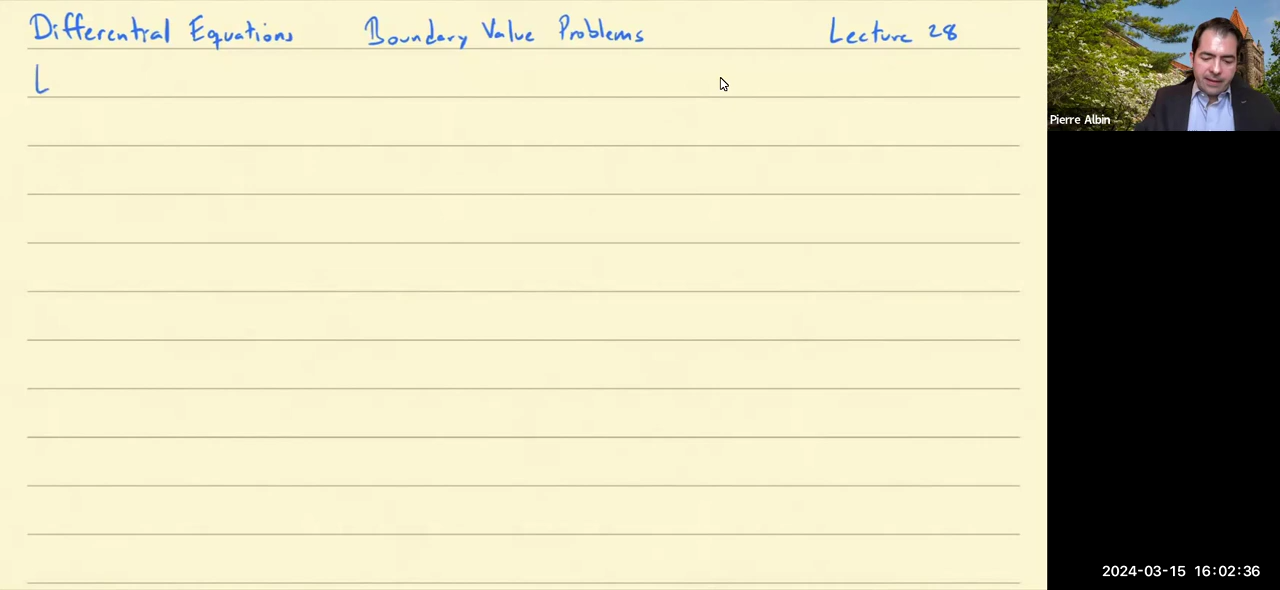 Differential Equations Boundary Value Problems Lecture 28
L
Pierre Albin
2024-03-15 16:02:36